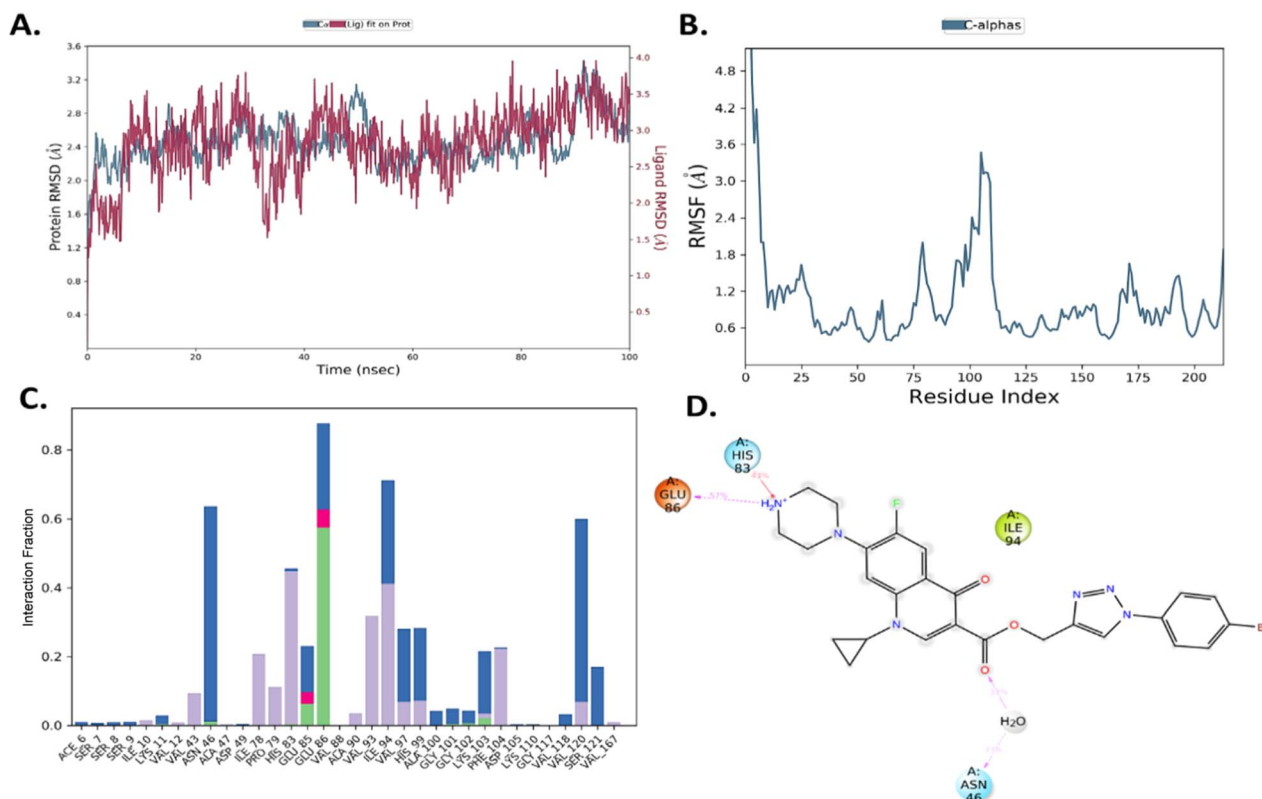 A.
Ca (Lig) fit on Prot
3.6
3.2
2.8
2.4
2.0
1.6
1.2
0.8
0.4
Protein RMSD (Å)
4.0
3.5
3.0
2.5
2.0
1.5
1.0
0.5
Ligand RMSD (Å)
0 20 40 60 80 100
Time (nsec)
B.
C-alphas
4.8
4.2
3.6
3.0
2.4
1.8
1.2
0.6
RMSF (Å)
0 25 50 75 100 125 150 175 200
Residue Index
C.
0.8
0.6
0.4
0.2
0.0
Interaction Fraction
ACE_6
SER_7
SER_8
SER_9
ILE_10
LYS_11
VAL_12
VAL_43
ASN_46
ACA_47
ASP_49
ILE_78
PRO_79
HIS_83
GLU_85
GLU_86
VAL_88
ACA_90
VAL_93
ILE_94
VAL_97
HIS_99
ALA_100
GLY_101
GLY_102
LYS_103
PHE_104
ASP_105
LYS_110
GLY_117
VAL_118
VAL_120
SER_121
VAL_167
D.
A:
HIS
83
A:
GLU
86
57%
H₂N⁺
N
F
A:
ILE
94
O
N
O
O
N
N
N
B
H₂O
A:
ASN
46